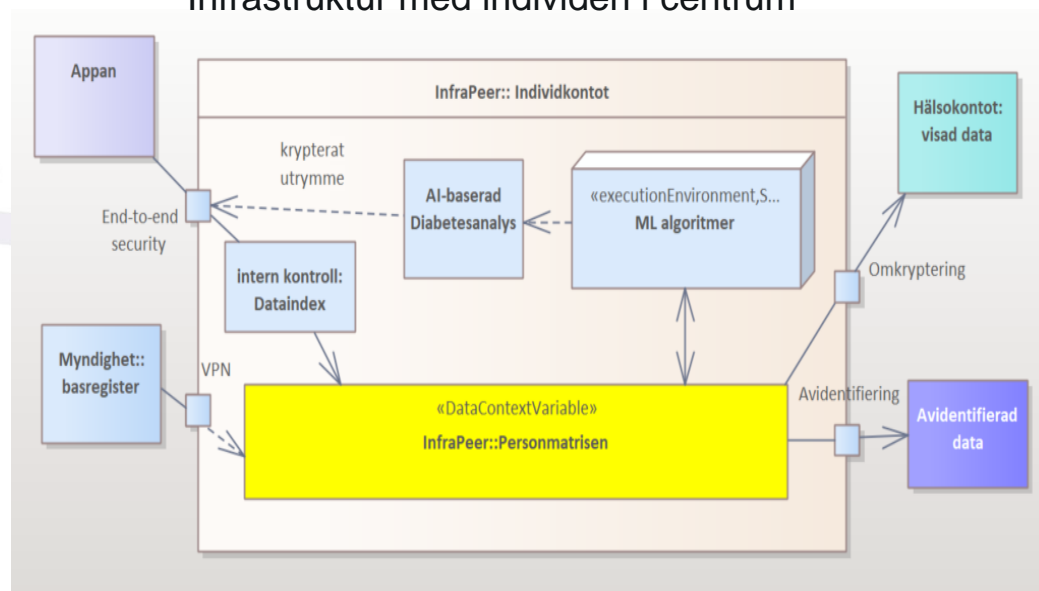 Infrastruktur med individen i centrum
Appan
InfraPeer:: Individkontot
Hälsokontot:
visad data
krypterat
utrymme
AI-baserad
Diabetesanalys
«executionEnvironment,S...
ML algoritmer
End-to-end
security
intern kontroll:
Dataindex
Omkryptering
Myndighet::
basregister
VPN
«DataContextVariable»
InfraPeer::Personmatrisen
Avidentifiering
Avidentifierad
data